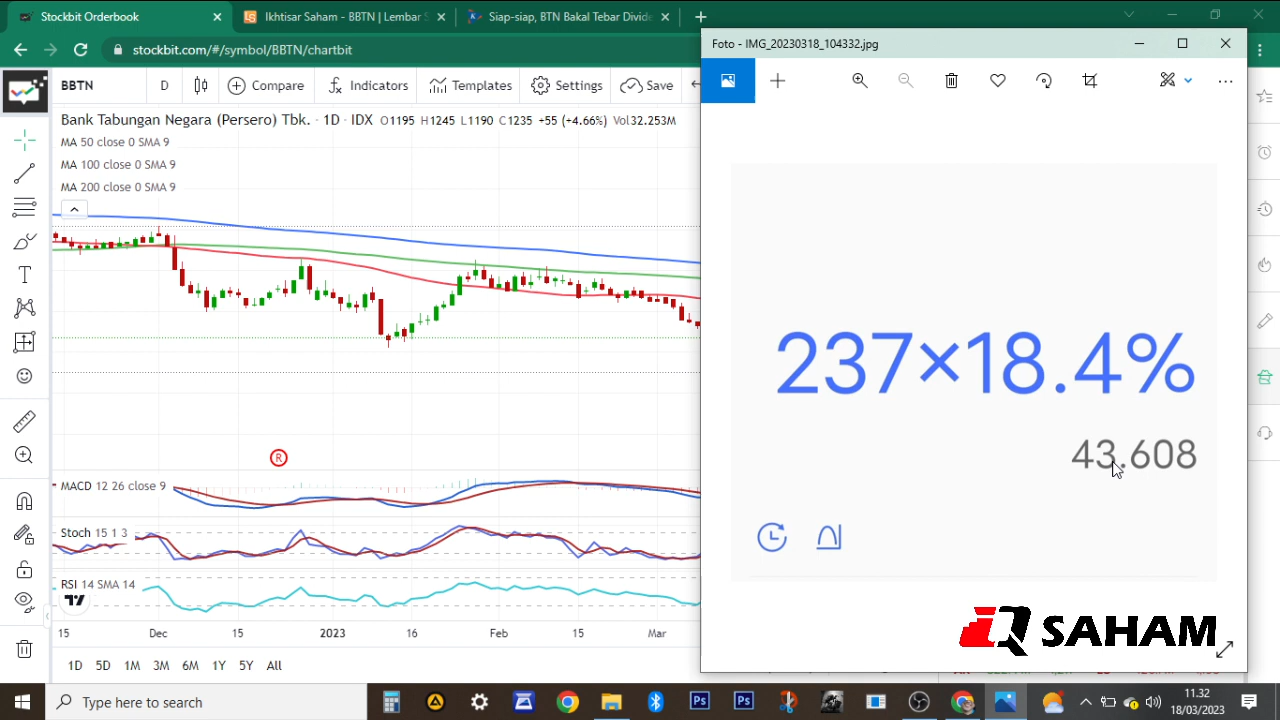 Stockbit Orderbook
Ikhtisar Saham - BBTN | Lembar S
Siap-siap, BTN Bakal Tebar Divide
stockbit.com/#/symbol/BBTN/chartbit
Foto - IMG_20230318_104332.jpg
BBTN
D
Compare
Indicators
Templates
Settings
Save
Bank Tabungan Negara (Persero) Tbk. · 1D · IDX O1195 H1245 L1190 C1235 +55 (+4.66%) Vol32.253M
MA 50 close 0 SMA 9
MA 100 close 0 SMA 9
MA 200 close 0 SMA 9
237×18.4%
43.608
R
MACD 12 26 close 9
Stoch 15 1 3
RSI 14 SMA 14
15 Dec 15 2023 16 Feb 15 Mar
1D 5D 1M 3M 6M 1Y 5Y All
iQ SAHAM
Type here to search
11.32
18/03/2023